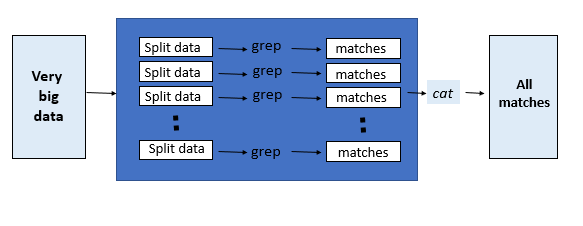 Very
big
data
Split data
grep
matches
Split data
grep
matches
Split data
grep
matches
Split data
grep
matches
cat
All
matches